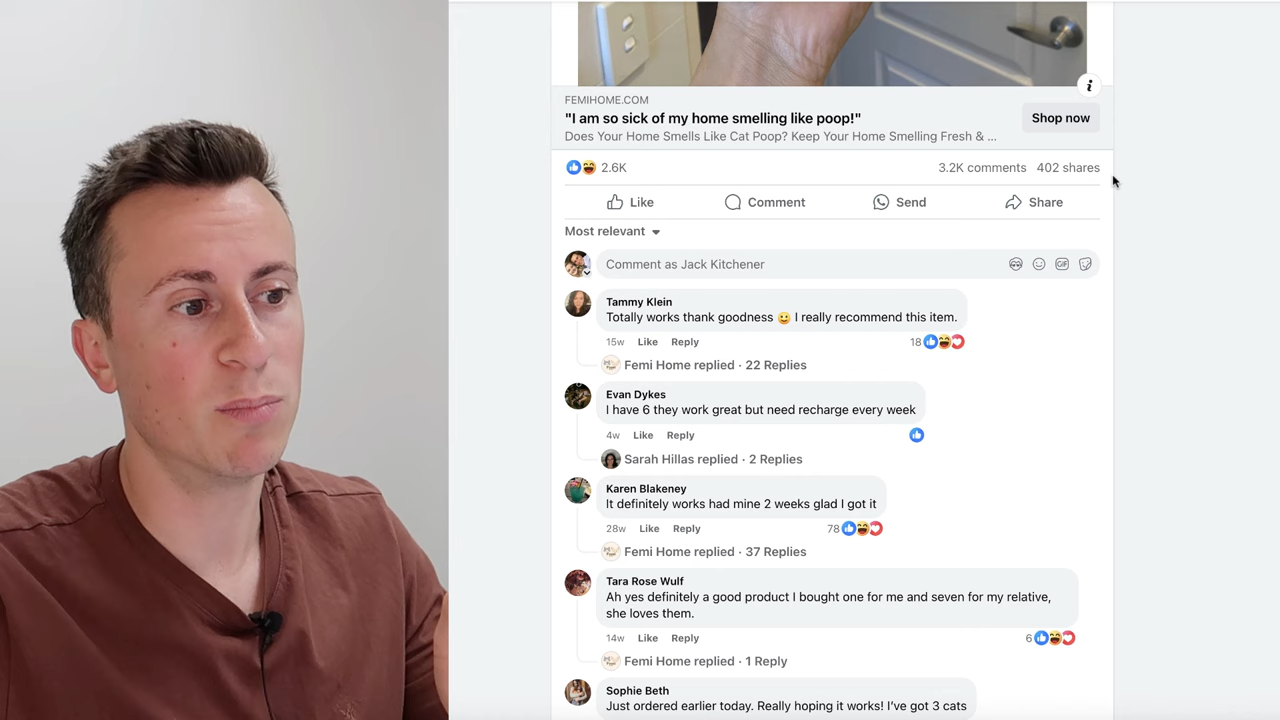 FEMIHOME.COM
"I am so sick of my home smelling like poop!"
Does Your Home Smells Like Cat Poop? Keep Your Home Smelling Fresh & ...
Shop now
2.6K
3.2K comments 402 shares
Like Comment Send Share
Most relevant
Comment as Jack Kitchener
GIF
Tammy Klein
Totally works thank goodness 😀 I really recommend this item.
15w Like Reply 18
Femi Home replied · 22 Replies
Evan Dykes
I have 6 they work great but need recharge every week
4w Like Reply
Sarah Hillas replied · 2 Replies
Karen Blakeney
It definitely works had mine 2 weeks glad I got it
28w Like Reply 78
Femi Home replied · 37 Replies
Tara Rose Wulf
Ah yes definitely a good product I bought one for me and seven for my relative,
she loves them.
14w Like Reply 6
Femi Home replied · 1 Reply
Sophie Beth
Just ordered earlier today. Really hoping it works! I've got 3 cats